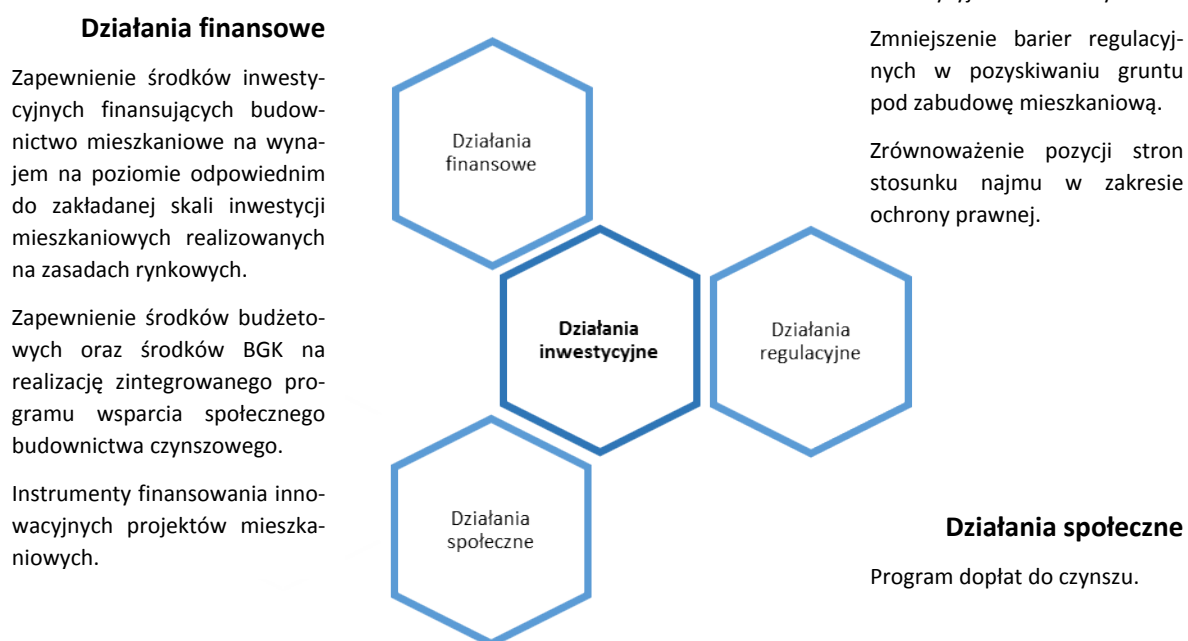 Działania finansowe
Zapewnienie środków inwesty-
cyjnych finansujących budow-
nictwo mieszkaniowe na wyna-
jem na poziomie odpowiednim
do zakładanej skali inwestycji
mieszkaniowych realizowanych
na zasadach rynkowych.
Zapewnienie środków budżeto-
wych oraz środków BGK na
realizację zintegrowanego pro-
gramu wsparcia społecznego
budownictwa czynszowego.
Instrumenty finansowania inno-
wacyjnych projektów mieszka-
niowych.
Działania
finansowe
Działania
inwestycyjne
Działania
regulacyjne
Działania
społeczne
Zmniejszenie barier regulacyj-
nych w pozyskiwaniu gruntu
pod zabudowę mieszkaniową.
Zrównoważenie pozycji stron
stosunku najmu w zakresie
ochrony prawnej.
Działania społeczne
Program dopłat do czynszu.